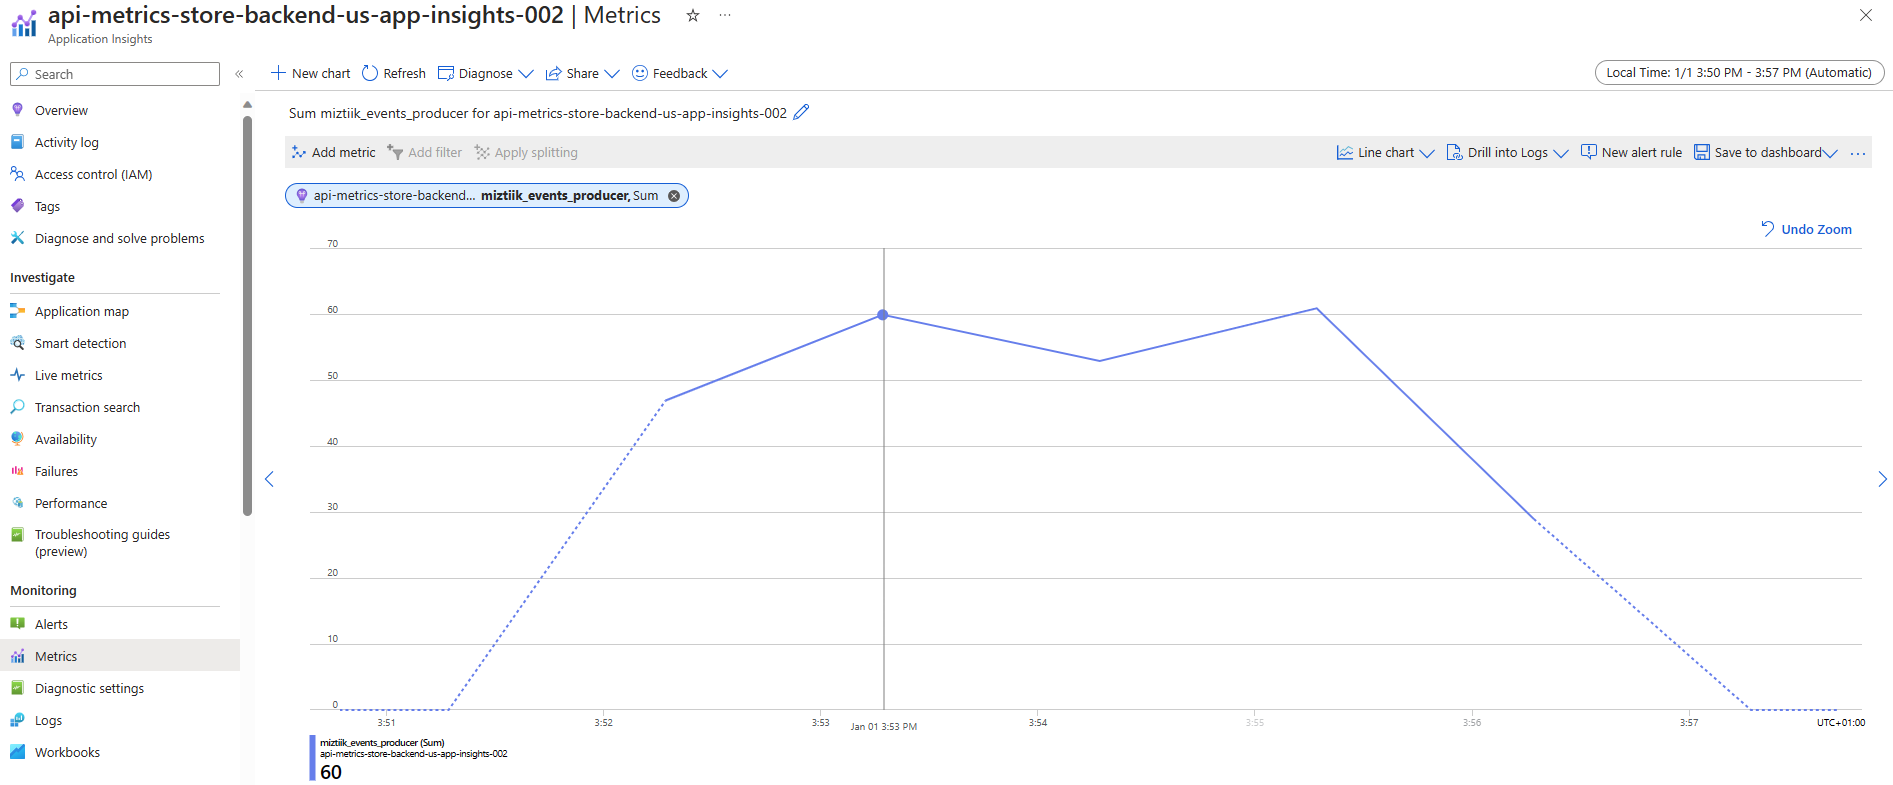 api-metrics-store-backend-us-app-insights-002 | Metrics
Application Insights
Search
New chart Refresh Diagnose Share Feedback
Local Time: 1/1 3:50 PM - 3:57 PM (Automatic)
Overview
Activity log
Access control (IAM)
Tags
Diagnose and solve problems
Investigate
Application map
Smart detection
Live metrics
Transaction search
Availability
Failures
Performance
Troubleshooting guides
(preview)
Monitoring
Alerts
Metrics
Diagnostic settings
Logs
Workbooks
Sum miztiik_events_producer for api-metrics-store-backend-us-app-insights-002
Add metric Add filter Apply splitting
Line chart Drill into Logs New alert rule Save to dashboard
api-metrics-store-backend... miztiik_events_producer, Sum
Undo Zoom
70
60
50
40
30
20
10
0
3:51 3:52 3:53 Jan 01 3:53 PM 3:54 3:55 3:56 3:57 UTC+01:00
miztiik_events_producer (Sum)
api-metrics-store-backend-us-app-insights-002
60